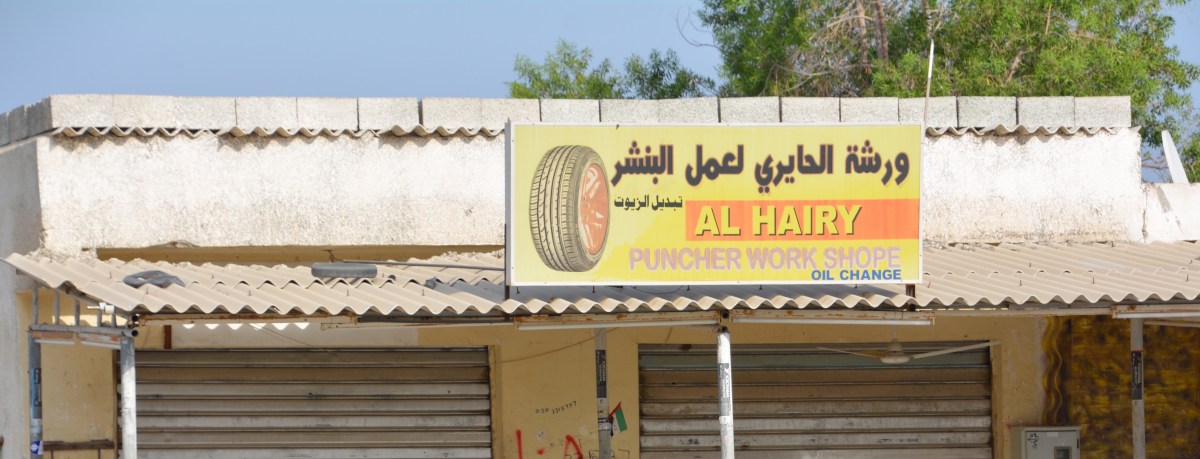 ورشة الحايري لعمل البنشر
تبديل الزيوت
AL HAIRY
PUNCHER WORK SHOPE
OIL CHANGE